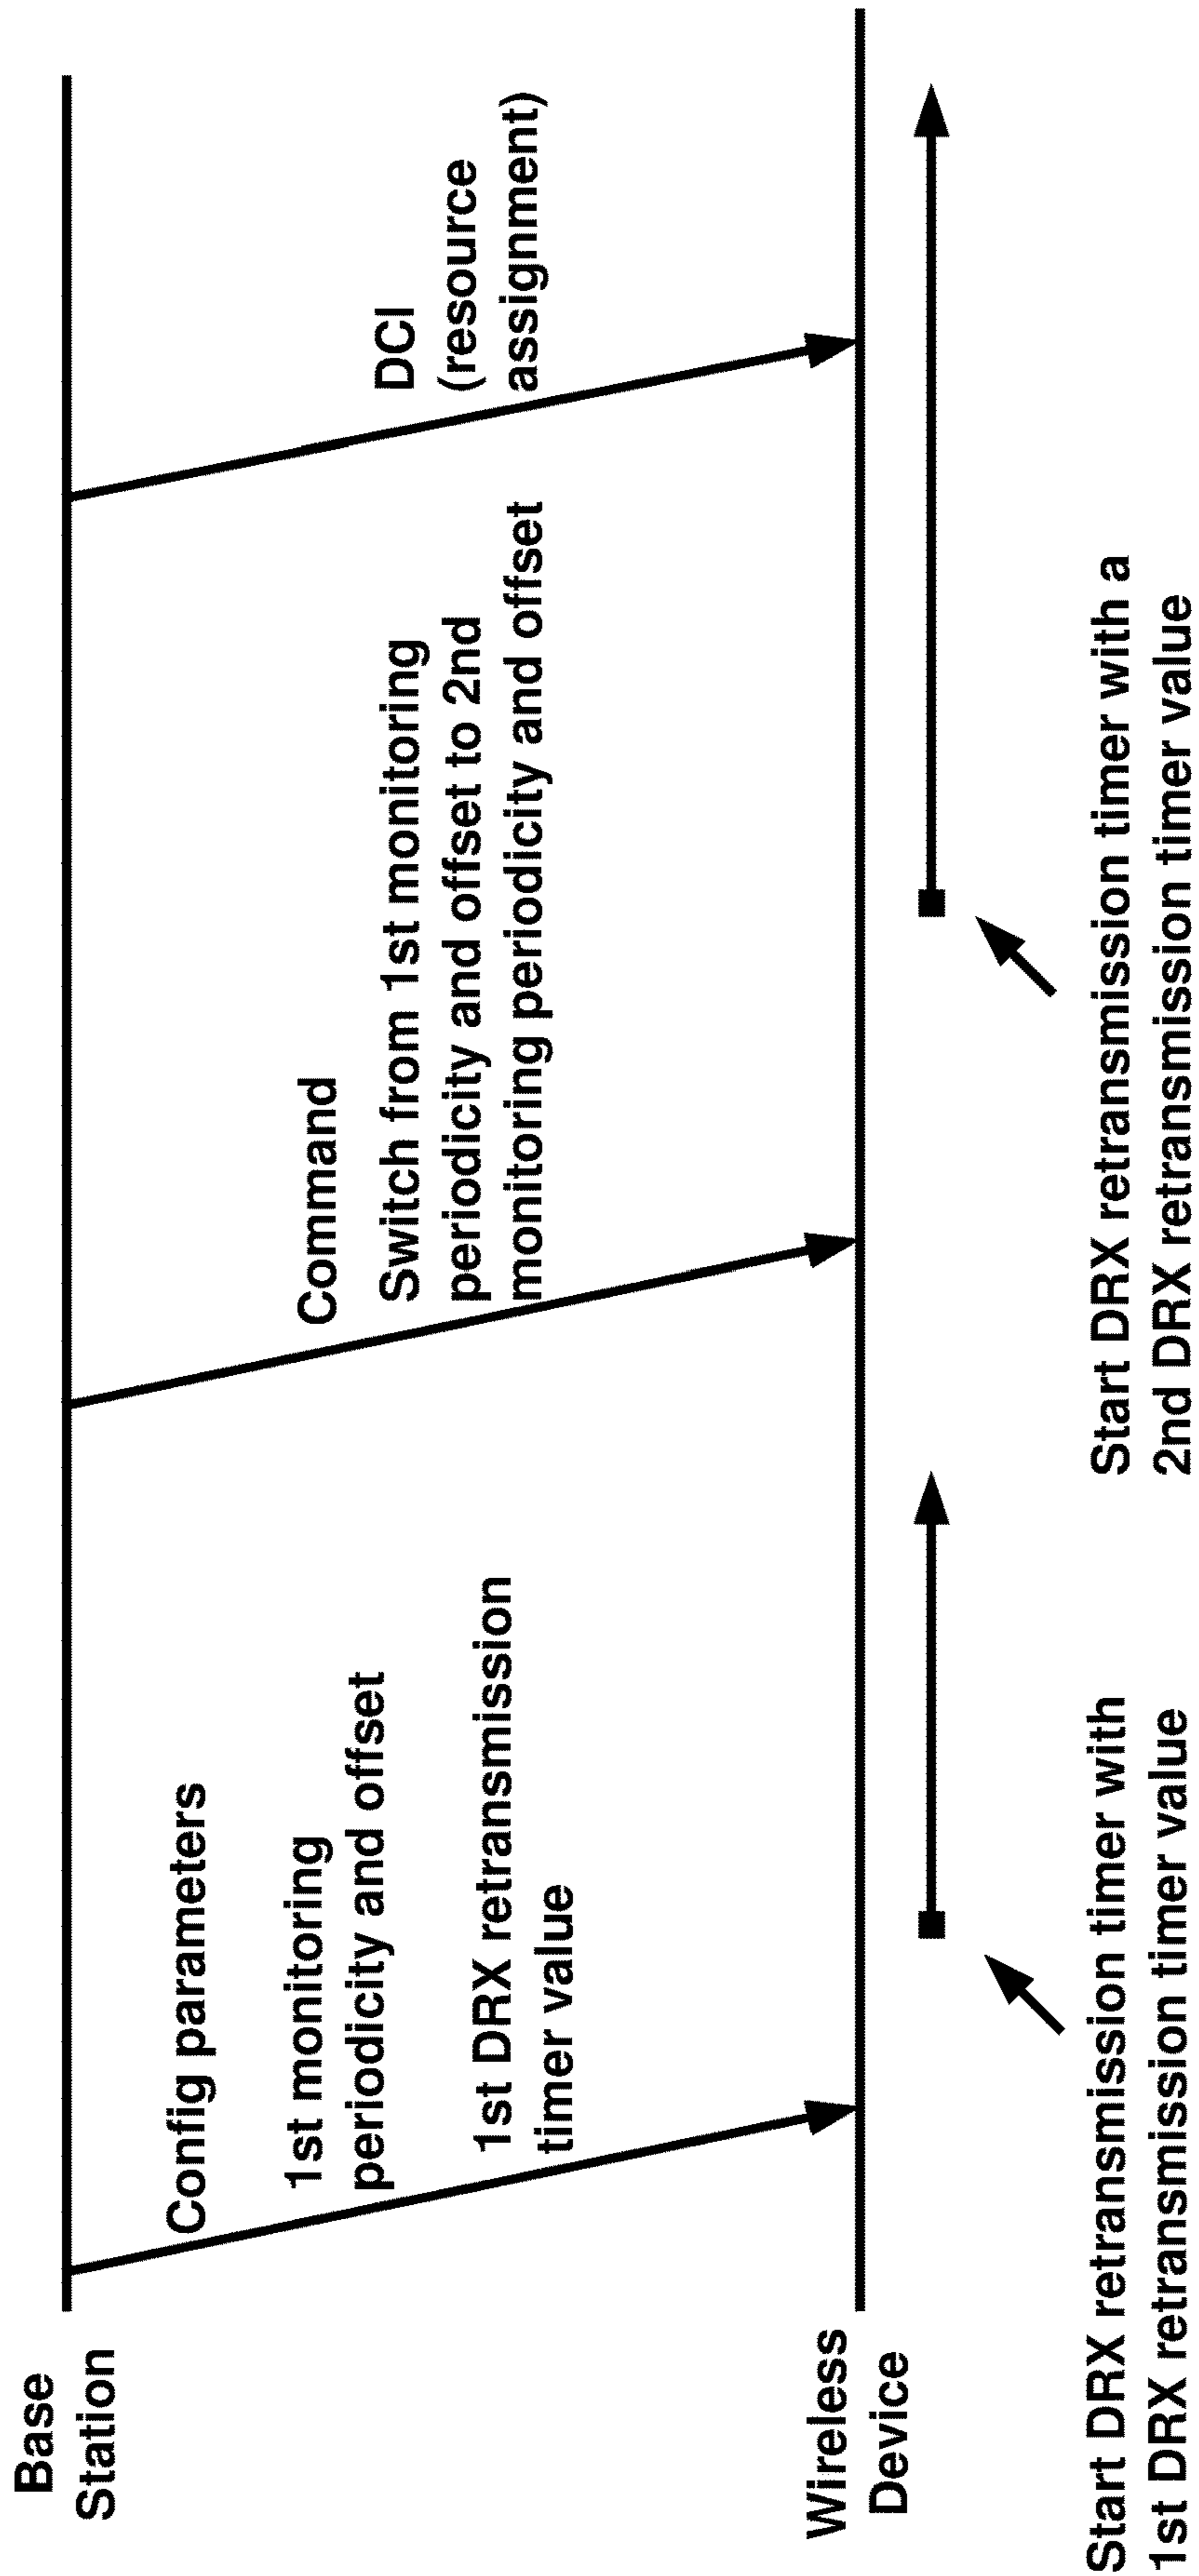 Base
Station
Config parameters
1st monitoring
periodicity and offset
1st DRX retransmission
timer value
Command
Switch from 1st monitoring
periodicity and offset to 2nd
monitoring periodicity and offset
DCI
(resource
assignment)
Wireless
Device
Start DRX retransmission timer with
1st DRX retransmission timer value
Start DRX retransmission timer with a
2nd DRX retransmission timer value